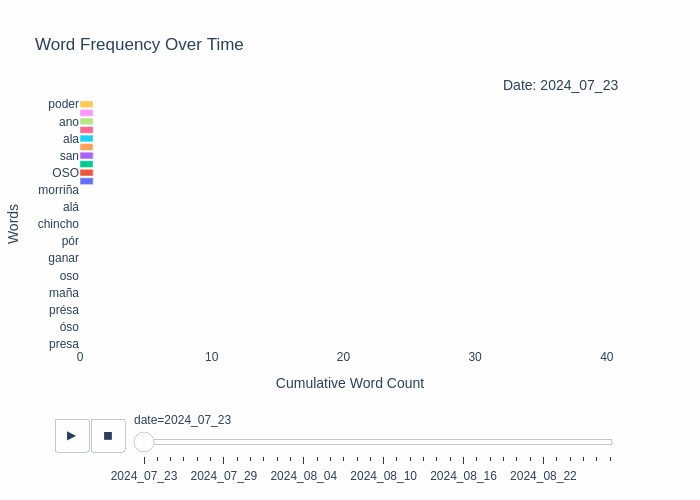 Word Frequency Over Time
Date: 2024_07_23
poder
ano
ala
san
OSO
morriña
alá
chincho
pór
ganar
oso
maña
présa
óso
presa
Words
0 10 20 30 40
Cumulative Word Count
date=2024_07_23
2024_07_23 2024_07_29 2024_08_04 2024_08_10 2024_08_16 2024_08_22